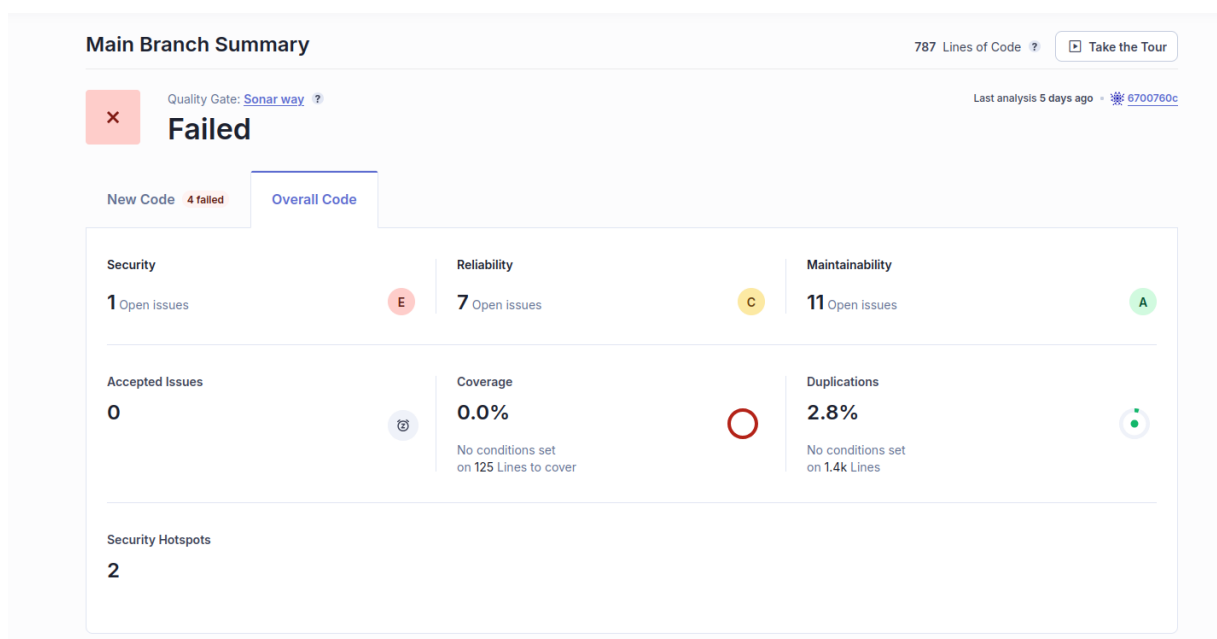 Main Branch Summary
787 Lines of Code ? Take the Tour
Quality Gate: Sonar way ?
Last analysis 5 days ago • 6700760c
Failed
New Code 4 failed Overall Code
Security
1 Open issues E
Reliability
7 Open issues C
Maintainability
11 Open issues A
Accepted Issues
0
Coverage
0.0%
No conditions set
on 125 Lines to cover
Duplications
2.8%
No conditions set
on 1.4k Lines
Security Hotspots
2